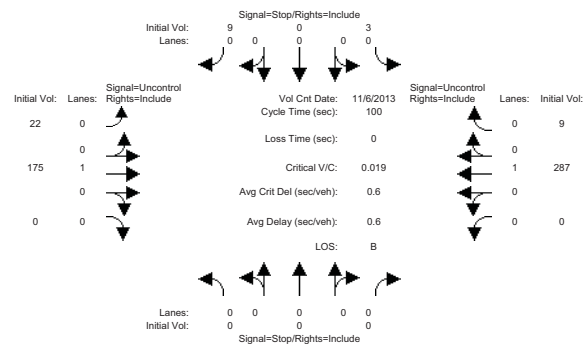 Signal=Stop/Rights=Include
Initial Vol: 9 0 3
Lanes: 0 0 0 0 0
Signal=Uncontrol Signal=Uncontrol
Initial Vol: Lanes: Rights=Include Vol Cnt Date: 11/6/2013 Rights=Include Lanes: Initial Vol:
Cycle Time (sec): 100
22 0 0 9
Loss Time (sec): 0
0 0
175 1 Critical V/C: 0.019 1 287
0 Avg Crit Del (sec/veh): 0.6 0
0 0 Avg Delay (sec/veh): 0.6 0 0
LOS: B
Lanes: 0 0 0 0 0
Initial Vol: 0 0 0
Signal=Stop/Rights=Include